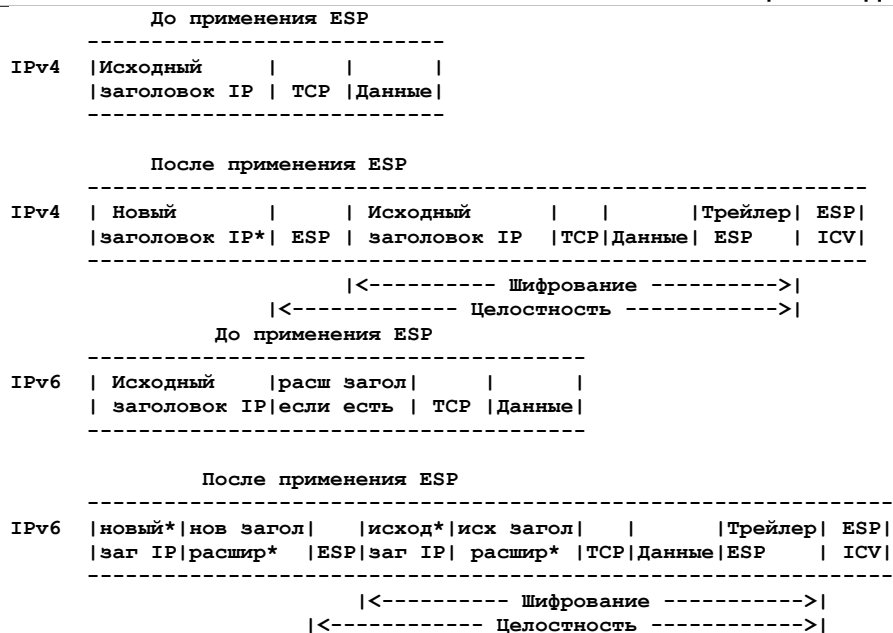 До применения ESP
----------------------------
IPv4 |Исходный | | |
|заголовок IP | TCP |Данные|
----------------------------
После применения ESP
-------------------------------------------------------------
IPv4 | Новый | | Исходный | | |Трейлер| ESP|
|заголовок IP*| ESP | заголовок IP |TCP|Данные| ESP | ICV|
-------------------------------------------------------------
|<---------- Шифрование ---------->|
|<------------- Целостность ------------>|
До применения ESP
---------------------------------------
IPv6 | Исходный |расш загол| | |
| заголовок IP|если есть | TCP |Данные|
---------------------------------------
После применения ESP
---------------------------------------------------------------
IPv6 |новый*|нов загол| |исход*|исх загол| | |Трейлер| ESP|
|заг IP|расшир* |ESP|заг IP| расшир* |TCP|Данные|ESP | ICV|
---------------------------------------------------------------
|<---------- Шифрование ----------->|
|<------------ Целостность ------------>|